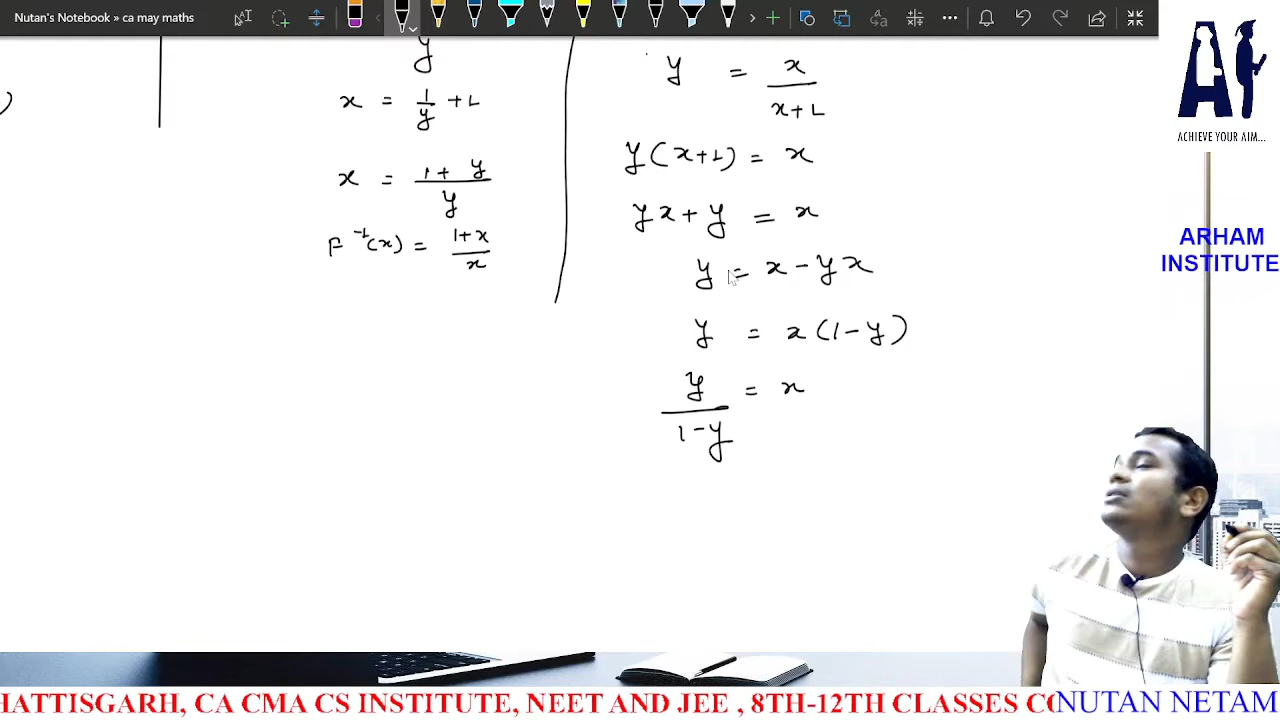 Nutan's Notebook » ca may maths
y
x = 1/y + 1
x = 1 + y / y
F⁻¹(x) = 1+x / x
y = x / x+1
y(x+1) = x
yx + y = x
y = x - yx
y = x(1-y)
y / 1-y = x
ACHIEVE YOUR AIM...
ARHAM
INSTITUTE
HATTISGARH, CA CMA CS INSTITUTE, NEET AND JEE , 8TH-12TH CLASSES CO
NUTAN NETAM